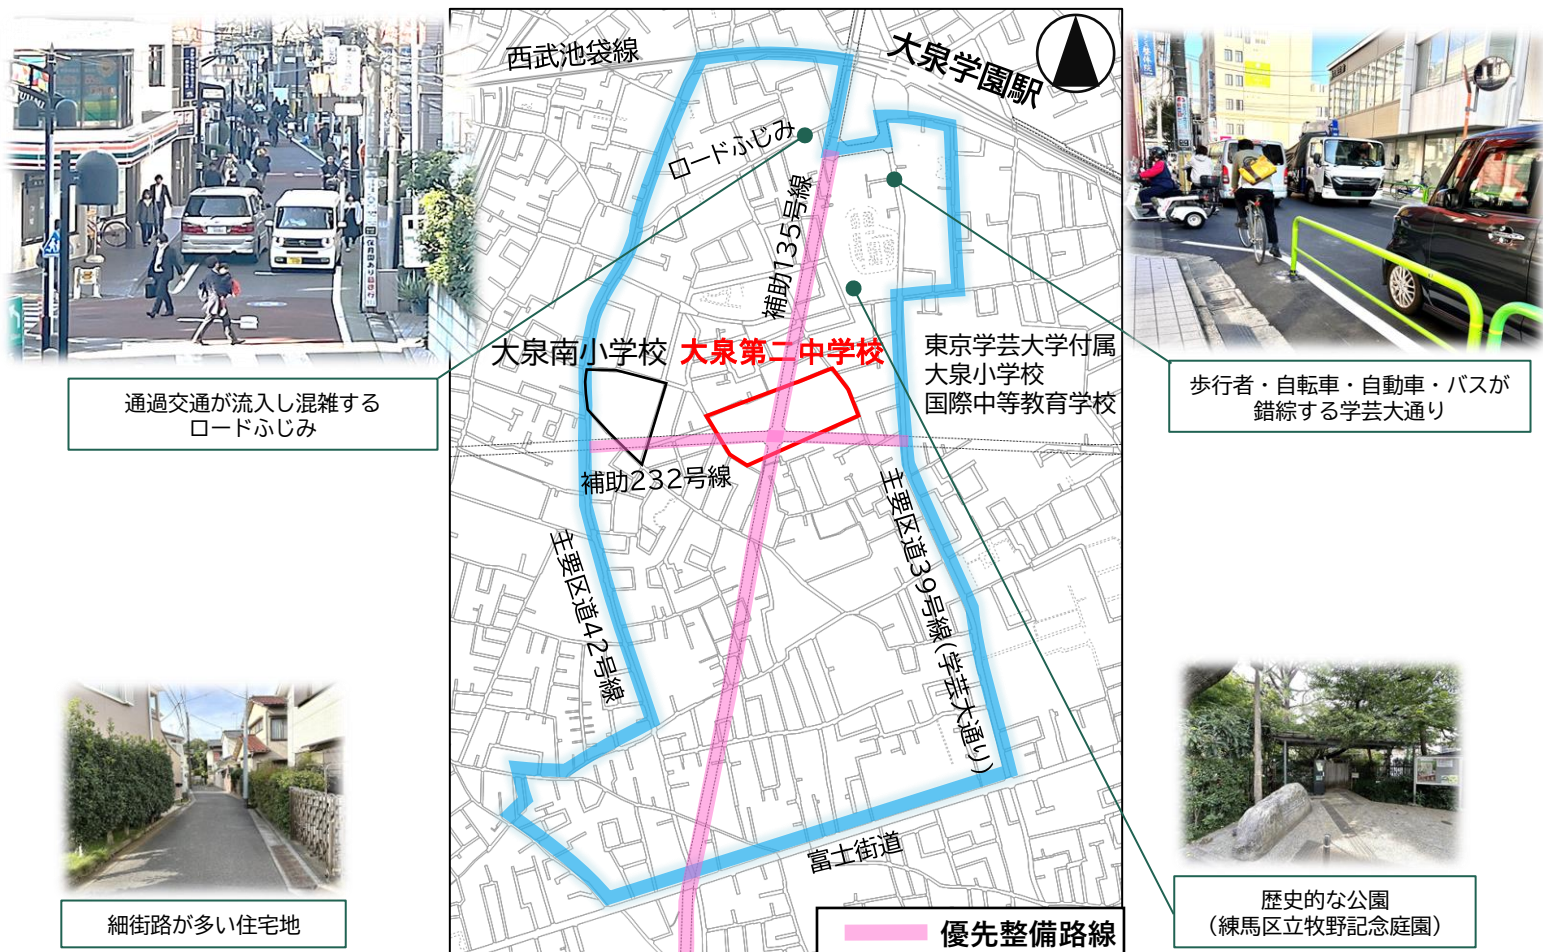 西武池袋線
大泉学園駅
ロードふじみ
補助135号線
大泉南小学校
大泉第二中学校
東京学芸大学付属
大泉小学校
国際中等教育学校
通過交通が流入し混雑する
ロードふじみ
歩行者・自転車・自動車・バスが
錯綜する学芸大通り
補助232号線
主要区道42号線
主要区道39号線(学芸大通り)
富士街道
細街路が多い住宅地
歴史的な公園
(練馬区立牧野記念庭園)
優先整備路線